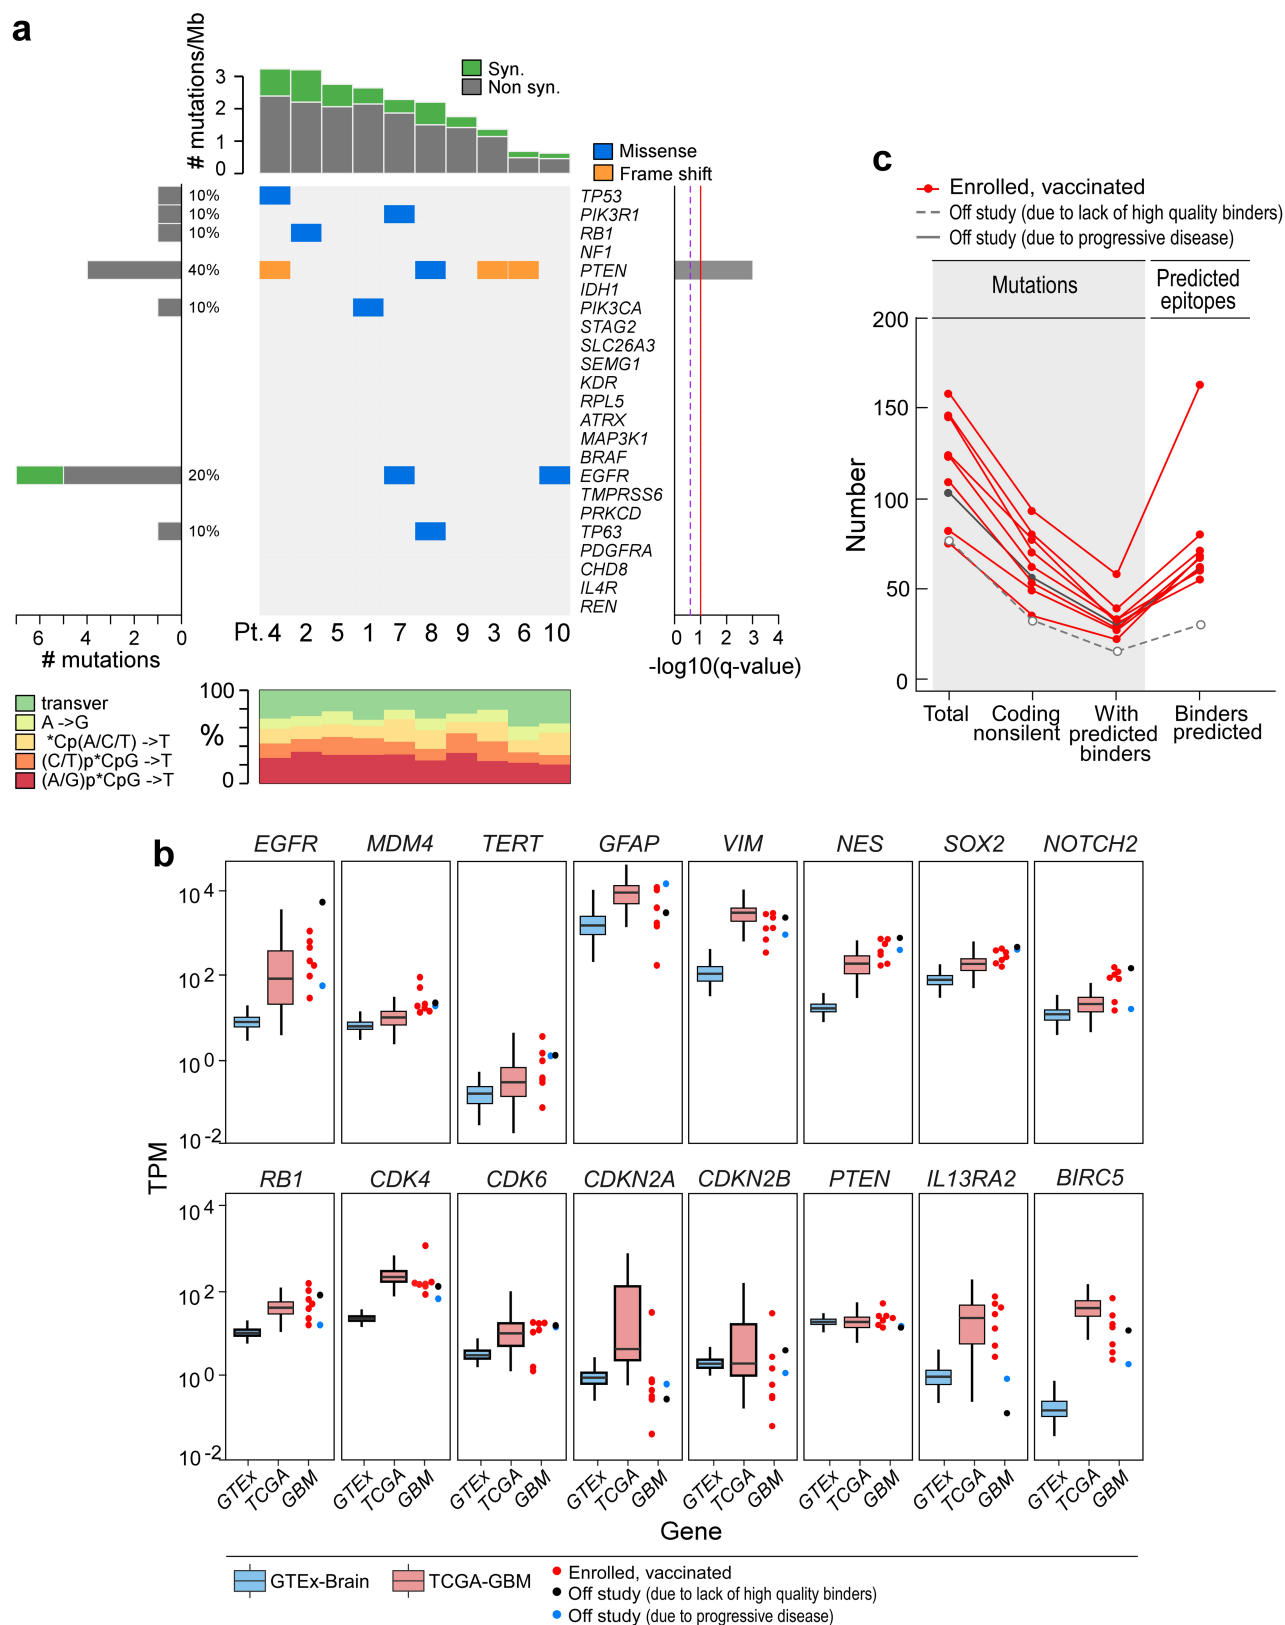 a
# mutations/Mb
3
2
1
0
Syn.
Non syn.
Missense
Frame shift
10%
10%
10%
40%
10%
20%
10%
TP53
PIK3R1
RB1
NF1
PTEN
IDH1
PIK3CA
STAG2
SLC26A3
SEMG1
KDR
RPL5
ATRX
MAP3K1
BRAF
EGFR
TMPRSS6
PRKCD
TP63
PDGFRA
CHD8
IL4R
REN
6 4 2 0
# mutations
Pt. 4 2 5 1 7 8 9 3 6 10
0 1 2 3 4
-log10(q-value)
transver
A ->G
*Cp(A/C/T) ->T
(C/T)p*CpG ->T
(A/G)p*CpG ->T
100
%
0
c
Enrolled, vaccinated
Off study (due to lack of high quality binders)
Off study (due to progressive disease)
Mutations
Predicted
epitopes
Number
200
150
100
50
0
Total
Coding
nonsilent
With
predicted
binders
Binders
predicted
b
EGFR MDM4 TERT GFAP VIM NES SOX2 NOTCH2
10^4
10^2
10^0
10^-2
TPM
RB1 CDK4 CDK6 CDKN2A CDKN2B PTEN IL13RA2 BIRC5
10^4
10^2
10^0
10^-2
GTEx TCGA GBM GTEx TCGA GBM GTEx TCGA GBM GTEx TCGA GBM GTEx TCGA GBM GTEx TCGA GBM GTEx TCGA GBM GTEx TCGA GBM
Gene
GTEx-Brain
TCGA-GBM
Enrolled, vaccinated
Off study (due to lack of high quality binders)
Off study (due to progressive disease)